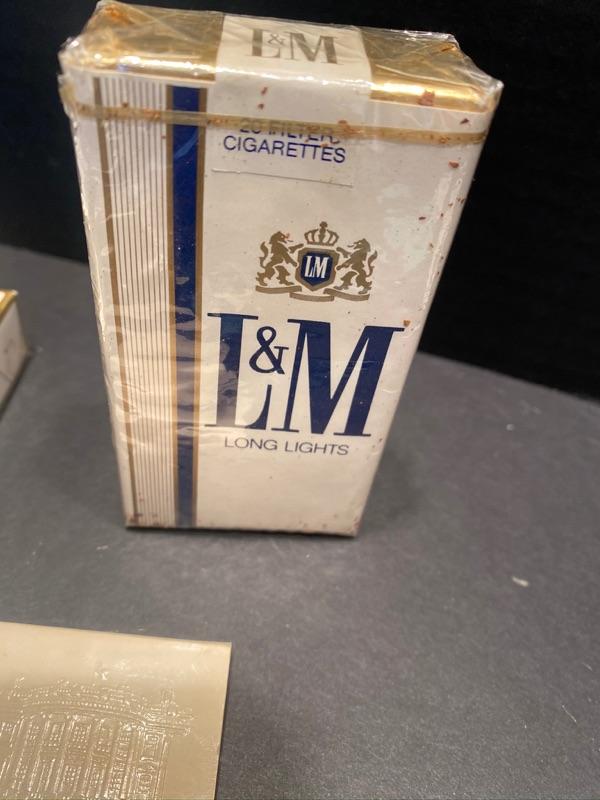 L&M
20 FILTER
CIGARETTES
LM
L&M
LONG LIGHTS